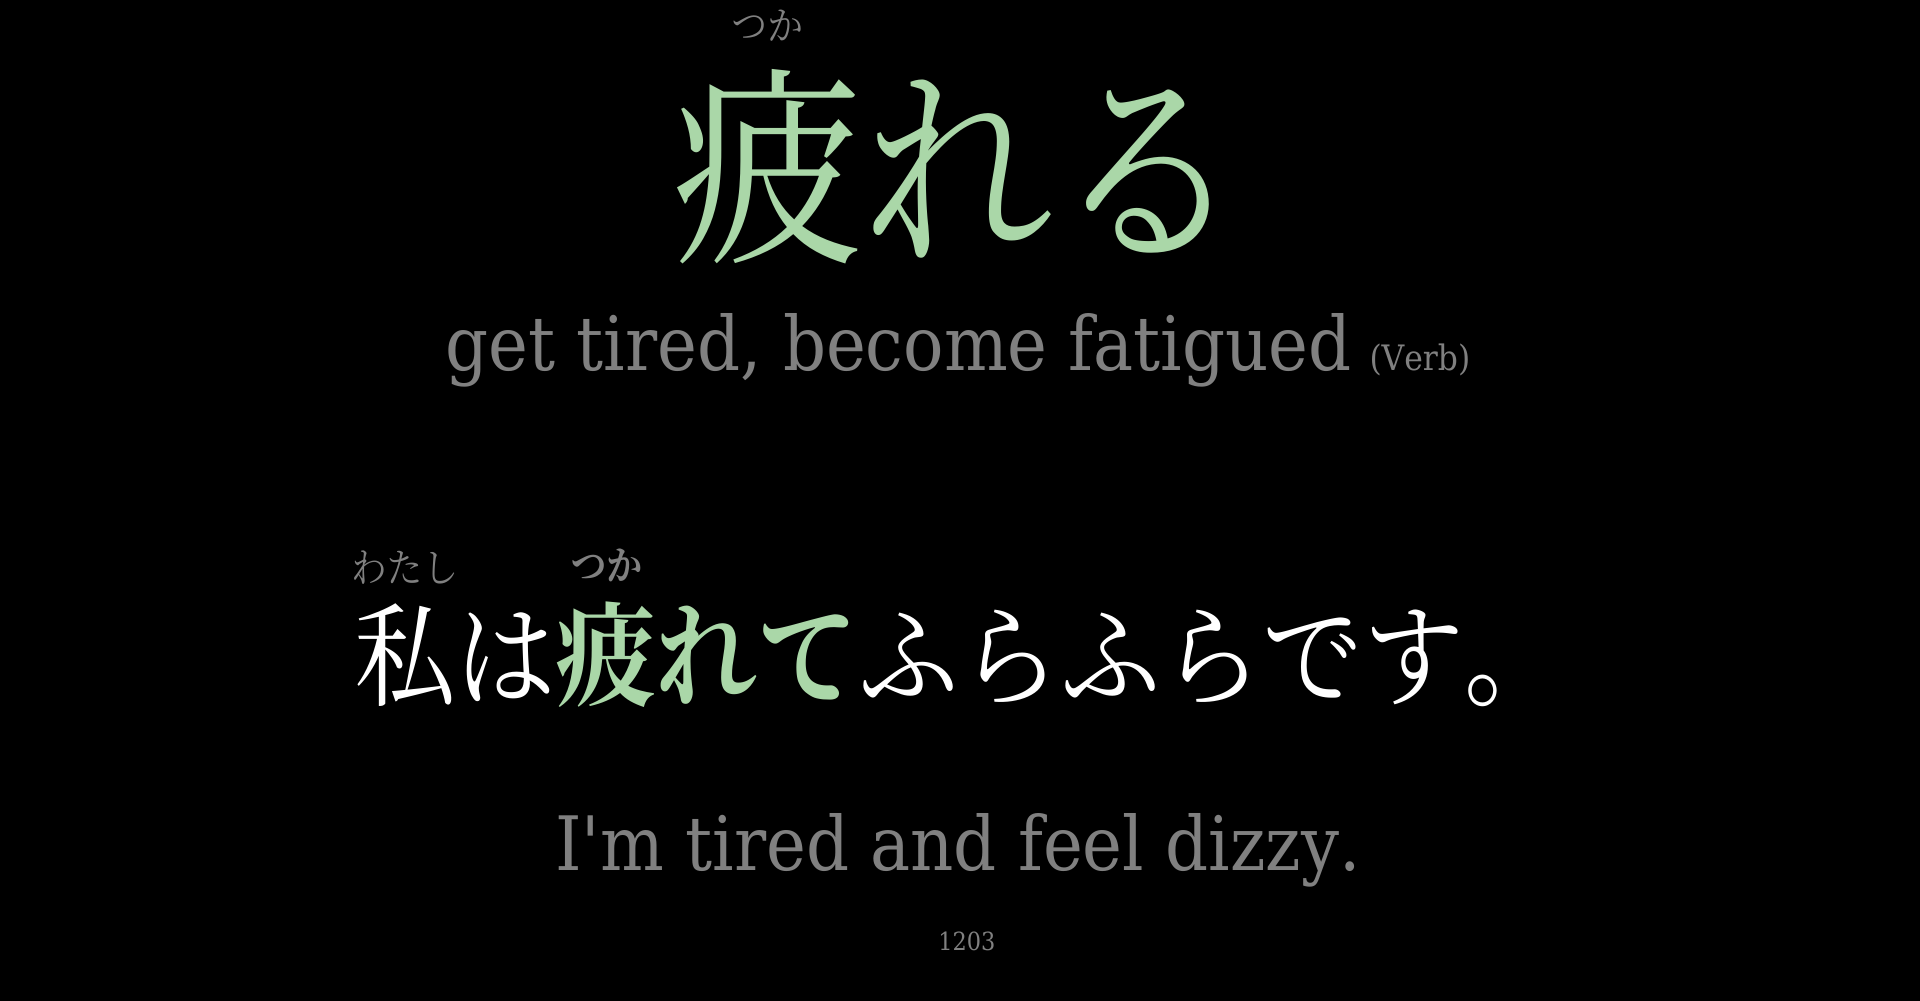 つか
疲れる
get tired, become fatigued (Verb)
わたし つか
私は疲れてふらふらです。
I'm tired and feel dizzy.
1203